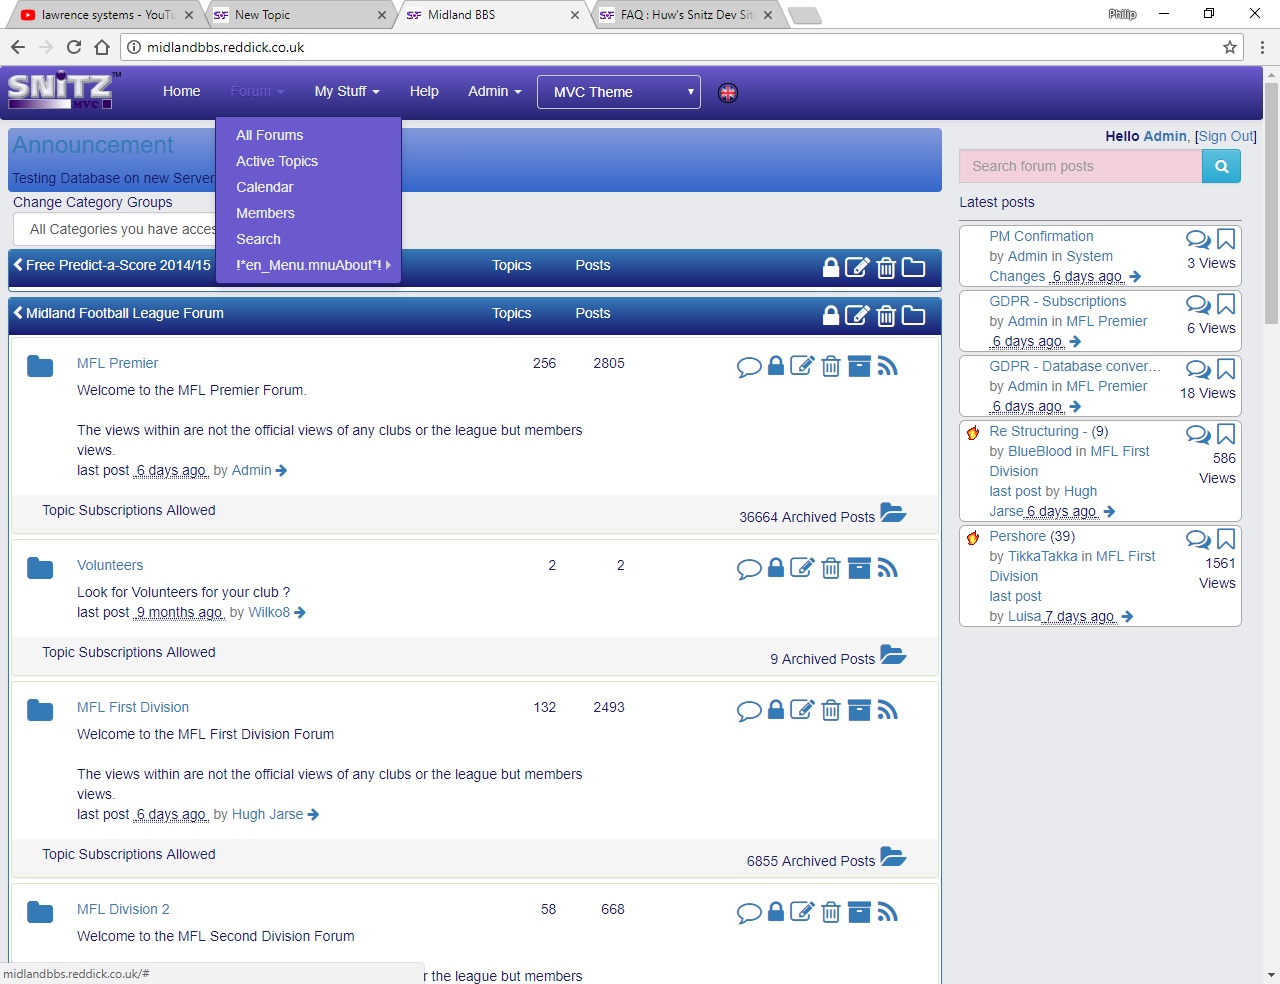 lawrence systems - YouTu
New Topic
Midland BBS
FAQ : Huw's Snitz Dev Sit
Philip
midlandbbs.reddick.co.uk
SNITZ™
MVC
Home
Forum
My Stuff
Help
Admin
MVC Theme
All Forums
Active Topics
Calendar
Members
Search
!*en_Menu.mnuAbout*!
Announcement
Testing Database on new Server
Change Category Groups
All Categories you have acces
Free Predict-a-Score 2014/15
Topics Posts
Midland Football League Forum
Topics Posts
MFL Premier 256 2805
Welcome to the MFL Premier Forum.
The views within are not the official views of any clubs or the league but members
views.
last post 6 days ago by Admin
Topic Subscriptions Allowed
36664 Archived Posts
Volunteers 2 2
Look for Volunteers for your club ?
last post 9 months ago by Wilko8
Topic Subscriptions Allowed
9 Archived Posts
MFL First Division 132 2493
Welcome to the MFL First Division Forum
The views within are not the official views of any clubs or the league but members
views.
last post 6 days ago by Hugh Jarse
Topic Subscriptions Allowed
6855 Archived Posts
MFL Division 2 58 668
Welcome to the MFL Second Division Forum
r the league but members
midlandbbs.reddick.co.uk/#
Hello Admin, [Sign Out]
Search forum posts
Latest posts
PM Confirmation
by Admin in System
Changes 6 days ago
3 Views
GDPR - Subscriptions
by Admin in MFL Premier
6 days ago
6 Views
GDPR - Database conver...
by Admin in MFL Premier
6 days ago
18 Views
Re Structuring - (9)
by BlueBlood in MFL First
Division
last post by Hugh
Jarse 6 days ago
586
Views
Pershore (39)
by TikkaTakka in MFL First
Division
last post
by Luisa 7 days ago
1561
Views